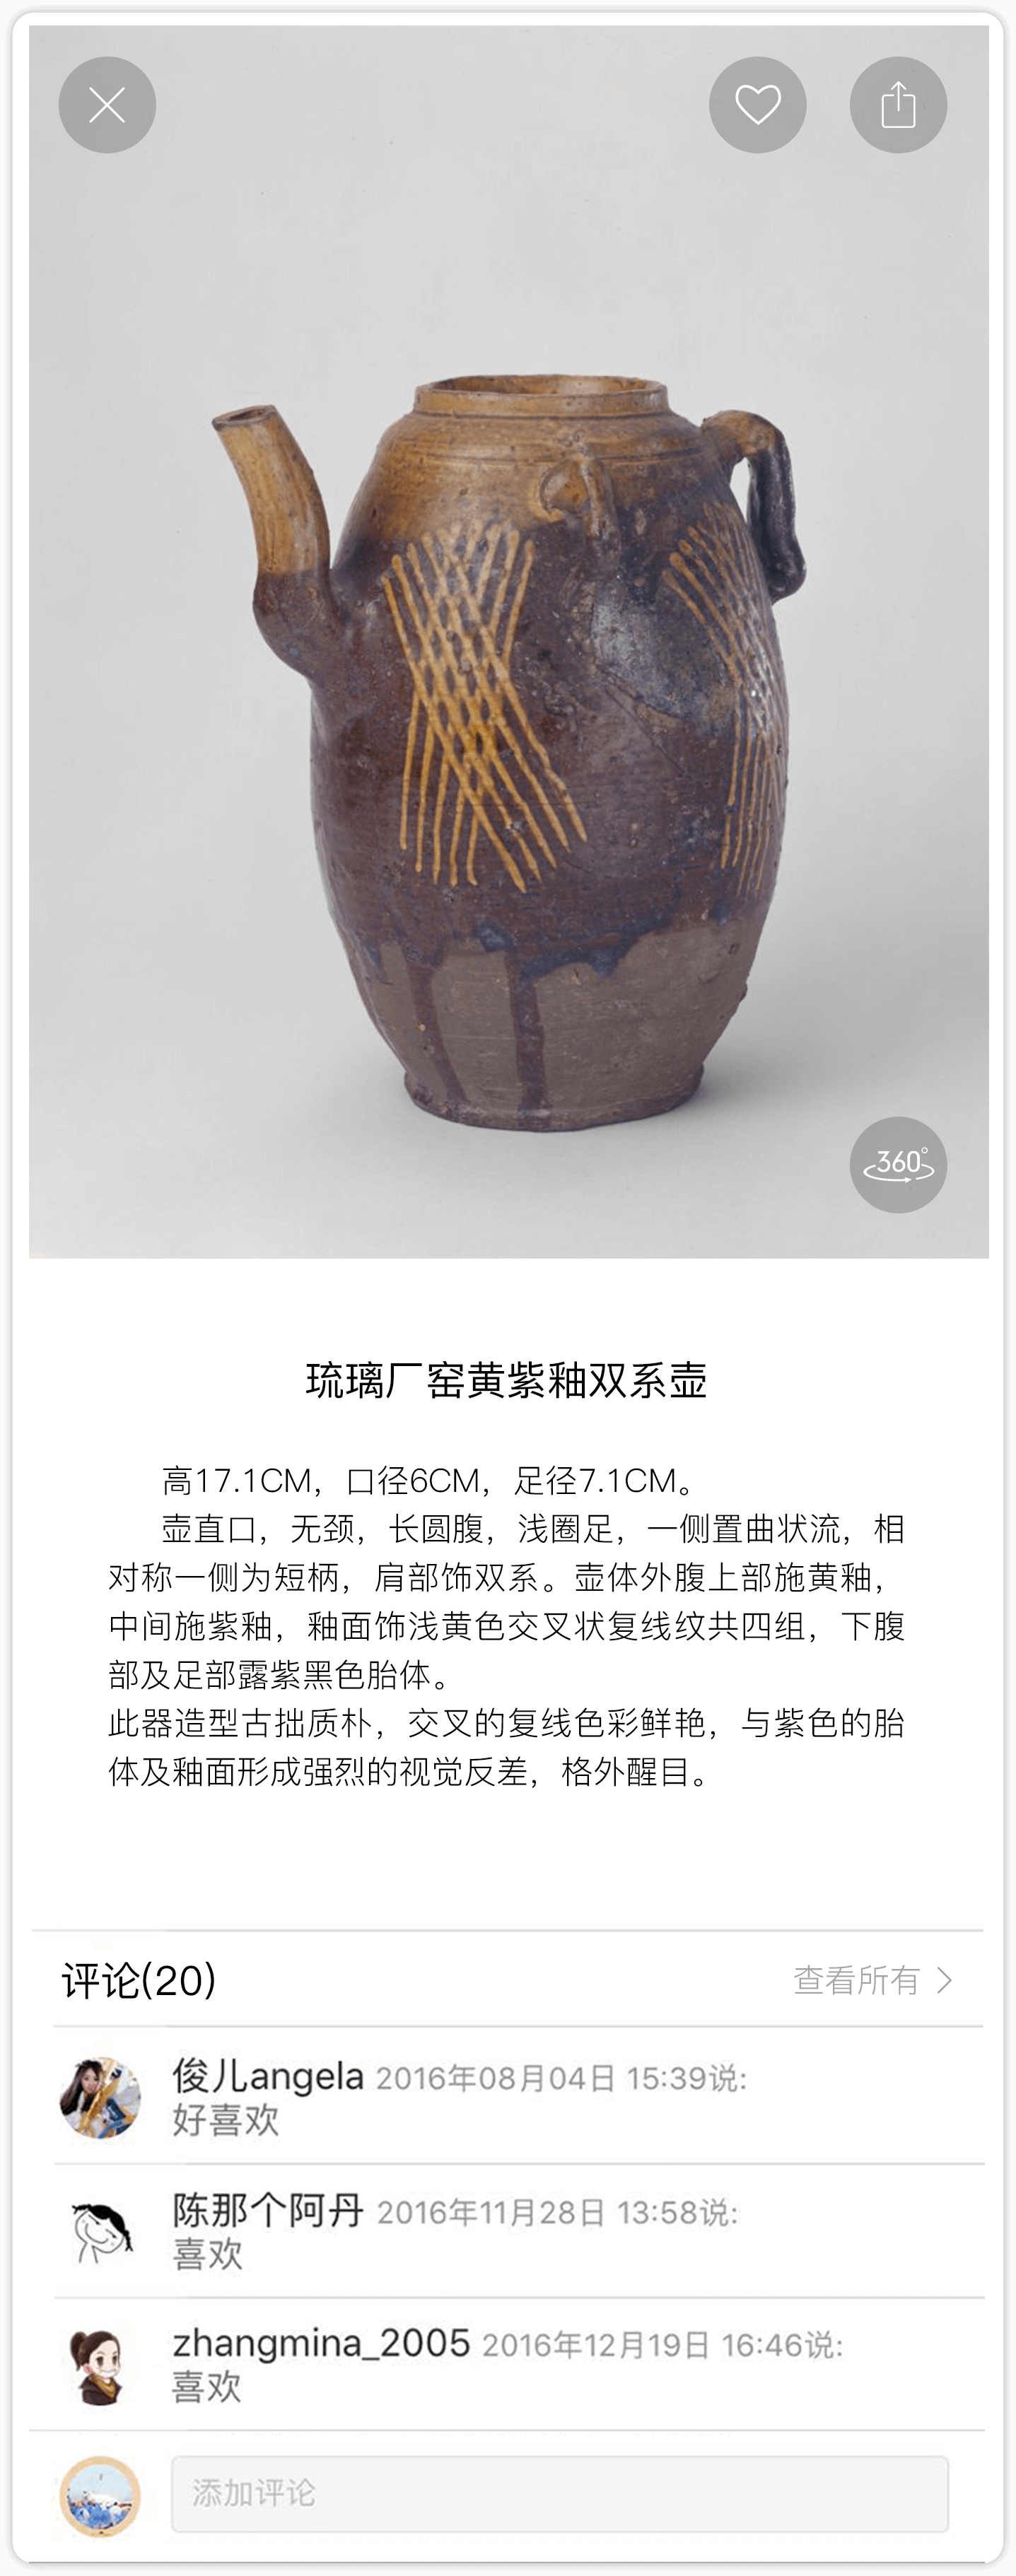 360°
琉璃厂窑黄紫釉双系壶
高17.1CM，口径6CM，足径7.1CM。
壶直口，无颈，长圆腹，浅圈足，一侧置曲状流，相
对称一侧为短柄，肩部饰双系。壶体外腹上部施黄釉，
中间施紫釉，釉面饰浅黄色交叉状复线纹共四组，下腹
部及足部露紫黑色胎体。
此器造型古拙质朴，交叉的复线色彩鲜艳，与紫色的胎
体及釉面形成强烈的视觉反差，格外醒目。
评论(20)
查看所有
俊儿angela 2016年08月04日 15:39说:
好喜欢
陈那个阿丹 2016年11月28日 13:58说:
喜欢
zhangmina_2005 2016年12月19日 16:46说:
喜欢
添加评论